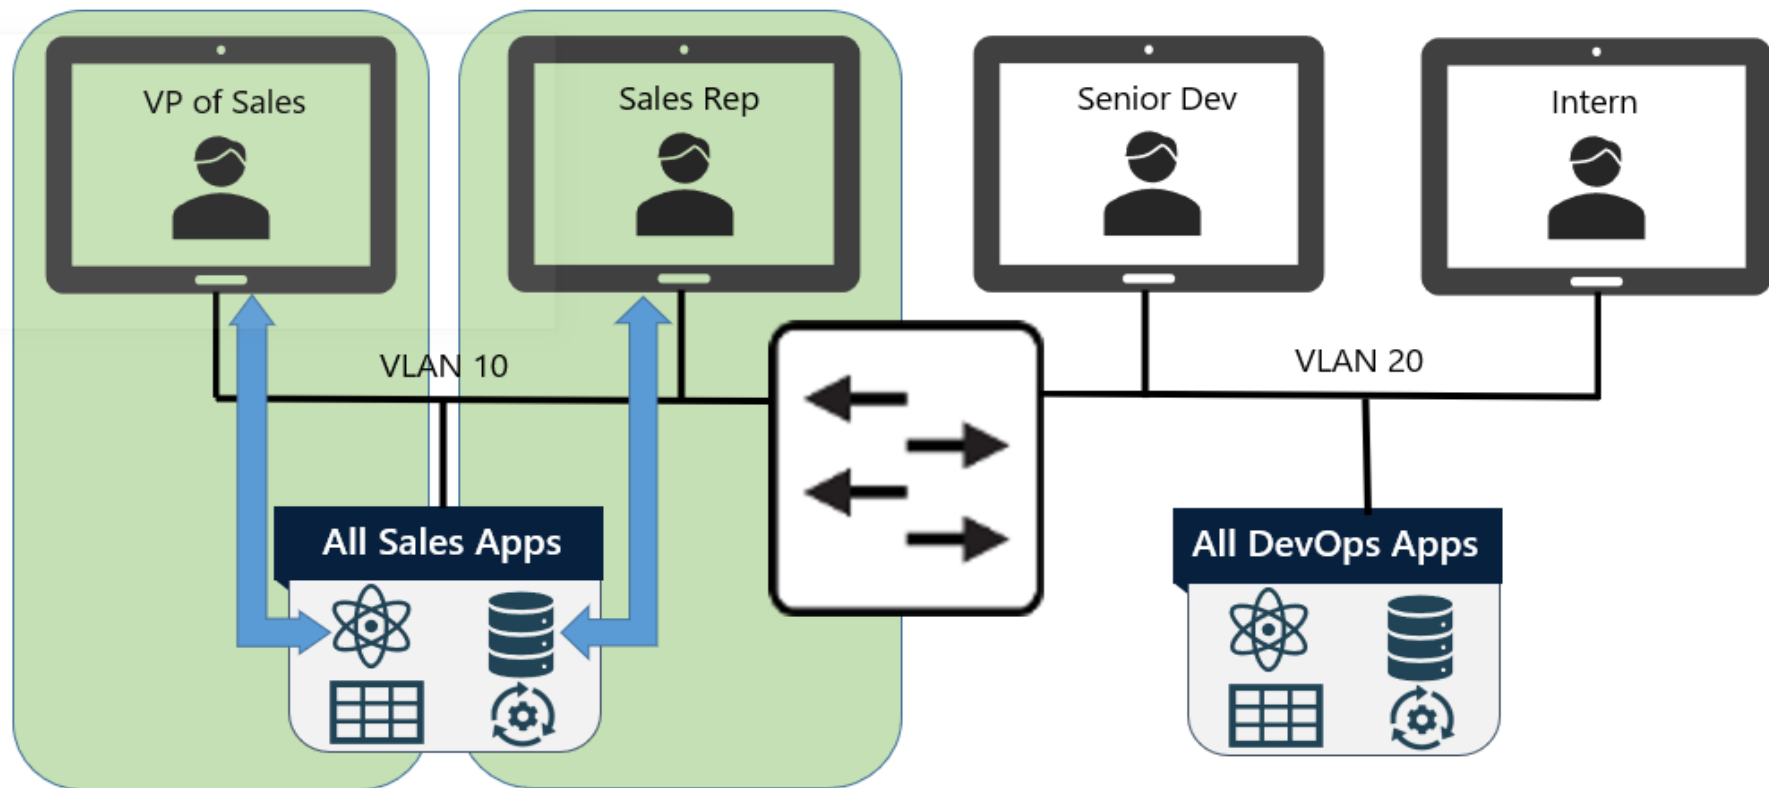 VP of Sales
Sales Rep
Senior Dev
Intern
VLAN 10
VLAN 20
All Sales Apps
All DevOps Apps